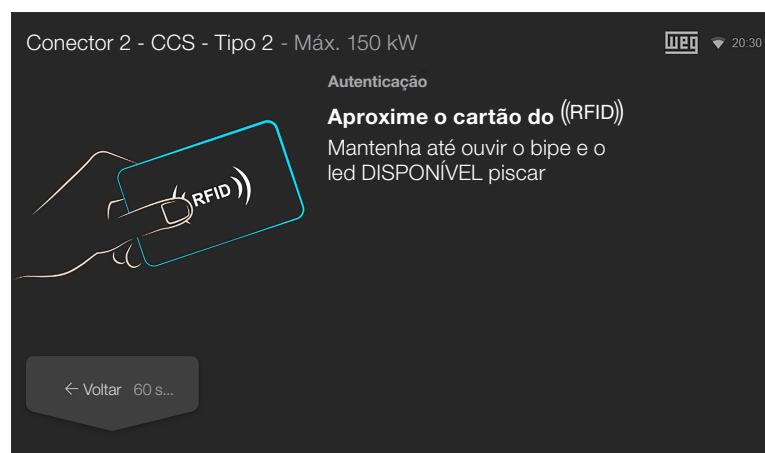 Conector 2 - CCS - Tipo 2 - Máx. 150 kW
weg
20:30
Autenticação
Aproxime o cartão do ((RFID))
Mantenha até ouvir o bipe e o
led DISPONÍVEL piscar
((RFID))
← Voltar 60 s...